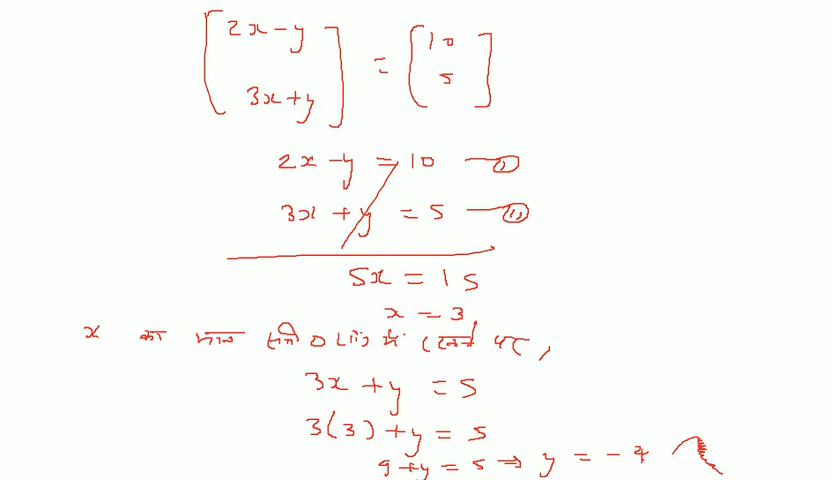 [2x-y 3x+y] = [10 5]
2x - y = 10 — (i)
3x + y = 5 — (ii)
5x = 15
x = 3
x का मान समी० (ii) में रखने पर,
3x + y = 5
3(3) + y = 5
9 + y = 5 ⇒ y = -4